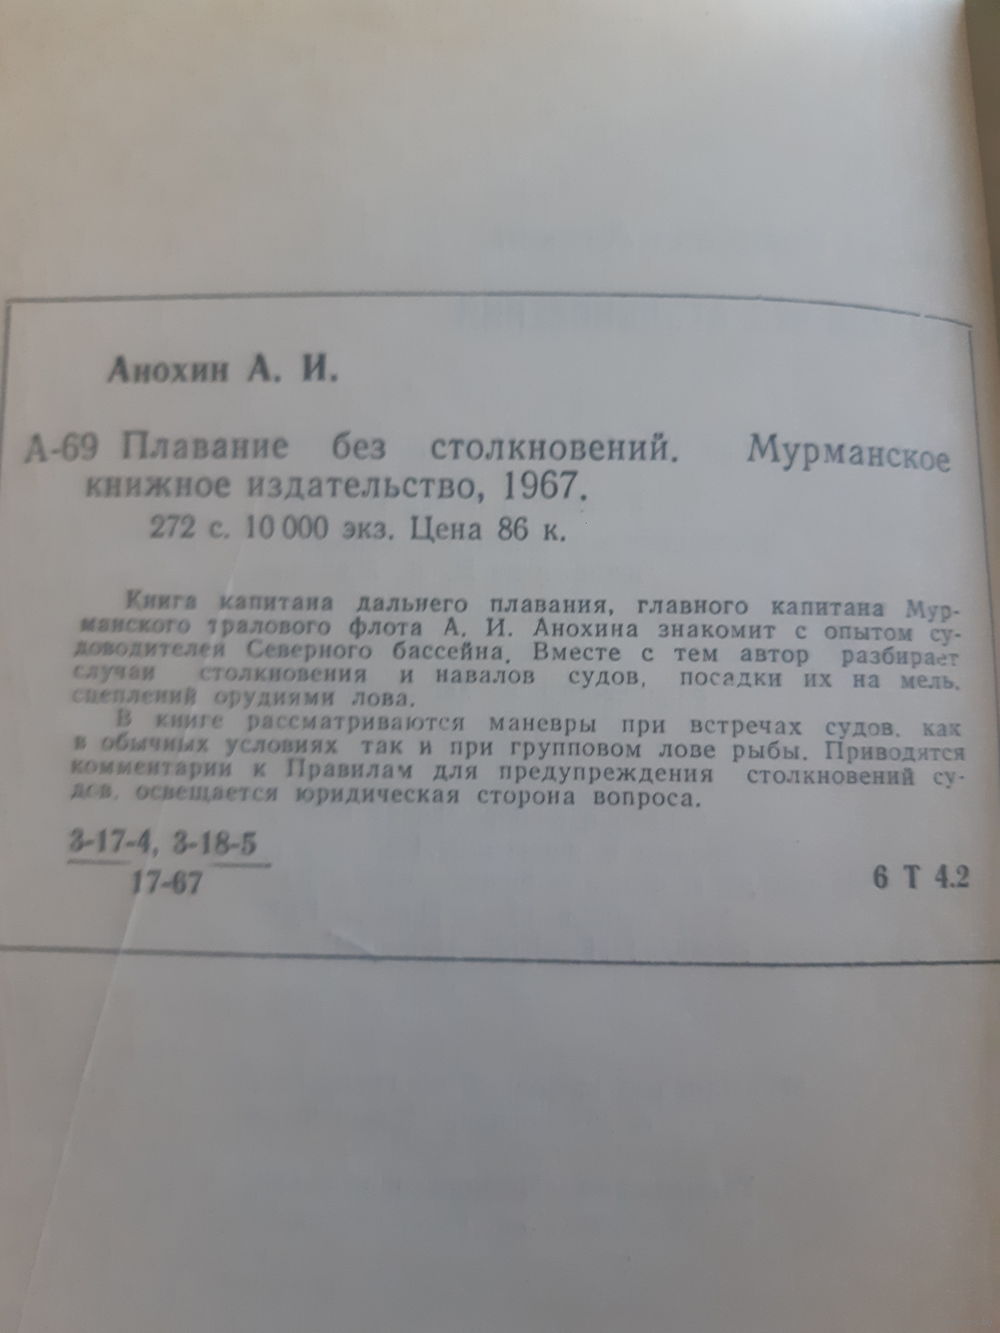 Анохин А. И.
А-69 Плавание без столкновений. Мурманское
книжное издательство, 1967.
272 с. 10 000 экз. Цена 86 к.
Книга капитана дальнего плавания, главного капитана Мур-
манского тралового флота А. И. Анохина знакомит с опытом су-
доводителей Северного бассейна. Вместе с тем автор разбирает
случаи столкновения и навалов судов, посадки их на мель,
сцеплений орудиями лова.
В книге рассматриваются маневры при встречах судов, как
в обычных условиях так и при групповом лове рыбы. Приводятся
комментарии к Правилам для предупреждения столкновений су-
дов, освещается юридическая сторона вопроса.
3-17-4, 3-18-5
17-67
6 Т 4.2